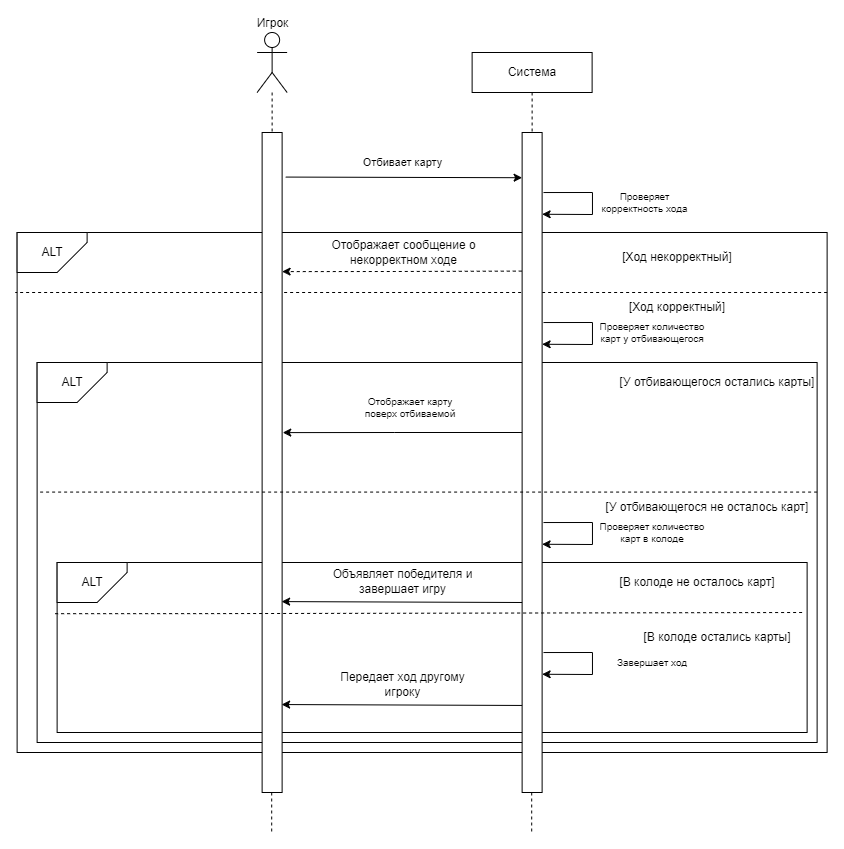 Игрок
Система
Отбивает карту
Проверяет
корректность хода
ALT
Отображает сообщение о
некорректном ходе
[Ход некорректный]
[Ход корректный]
Проверяет количество
карт у отбивающегося
ALT
[У отбивающегося остались карты]
Отображает карту
поверх отбиваемой
[У отбивающегося не осталось карт]
Проверяет количество
карт в колоде
ALT
Объявляет победителя и
завершает игру
[В колоде не осталось карт]
[В колоде остались карты]
Завершает ход
Передает ход другому
игроку